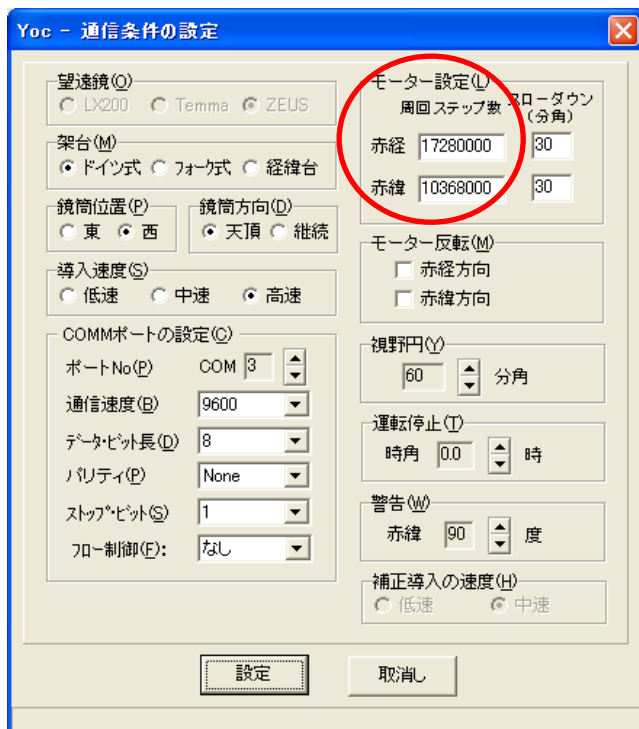 Yoc - 通信条件の設定
望遠鏡(O)
LX200 Temma ZEUS
架台(M)
ドイツ式 フォーク式 経緯台
鏡筒位置(P)
東 西
鏡筒方向(D)
天頂 継続
導入速度(S)
低速 中速 高速
COMMポートの設定(C)
ポートNo(P) COM 3
通信速度(B) 9600
データ・ビット長(D) 8
パリティ(P) None
ストップ・ビット(S) 1
フロー制御(F): なし
モーター設定(L)
周回ステップ数 スローダウン
(分角)
赤経 17280000 30
赤緯 10368000 30
モーター反転(M)
赤経方向
赤緯方向
視野円(Y)
60 分角
運転停止(T)
時角 0.0 時
警告(W)
赤緯 90 度
補正導入の速度(H)
低速 中速
設定 取消し